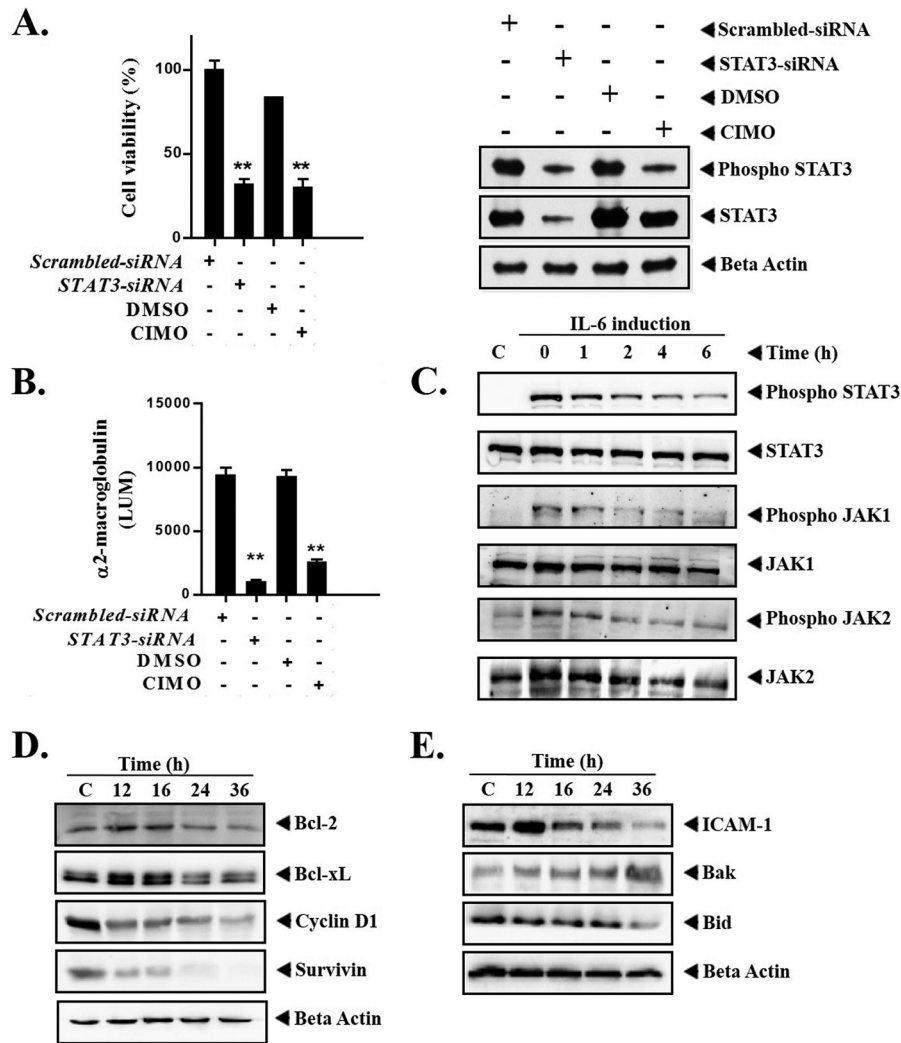 A.
Cell viability (%)
100
50
0
** **
Scrambled-siRNA + - - -
STAT3-siRNA - + - -
DMSO - - + -
CIMO - - - +
+ - - - Scrambled-siRNA
- + - - STAT3-siRNA
- - + - DMSO
- - - + CIMO
Phospho STAT3
STAT3
Beta Actin
B.
α2-macroglobulin
(LUM)
15000
10000
5000
0
** **
Scrambled-siRNA + - - -
STAT3-siRNA - + - -
DMSO - - + -
CIMO - - - +
C.
IL-6 induction
C 0 1 2 4 6 Time (h)
Phospho STAT3
STAT3
Phospho JAK1
JAK1
Phospho JAK2
JAK2
D.
Time (h)
C 12 16 24 36
Bcl-2
Bcl-xL
Cyclin D1
Survivin
Beta Actin
E.
Time (h)
C 12 16 24 36
ICAM-1
Bak
Bid
Beta Actin